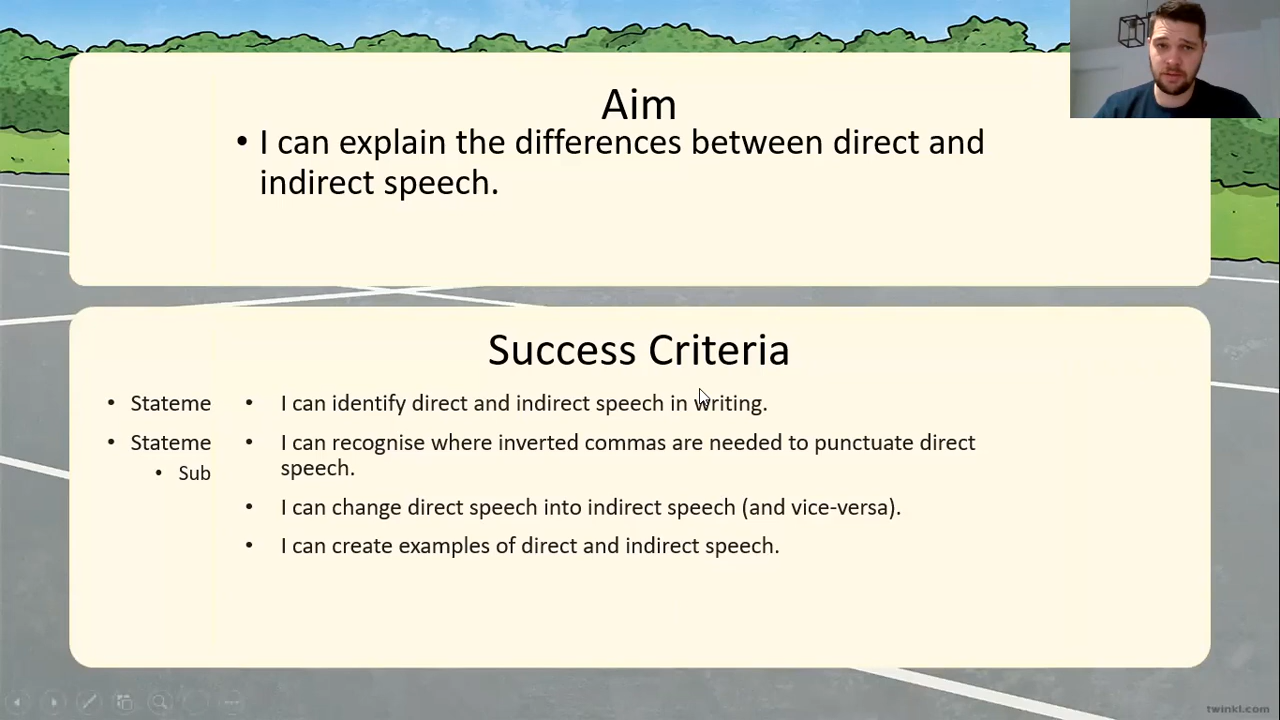 Aim
• I can explain the differences between direct and
indirect speech.
Success Criteria
• Stateme
• Stateme
• Sub
• I can identify direct and indirect speech in writing.
• I can recognise where inverted commas are needed to punctuate direct
speech.
• I can change direct speech into indirect speech (and vice-versa).
• I can create examples of direct and indirect speech.
twinkl.com